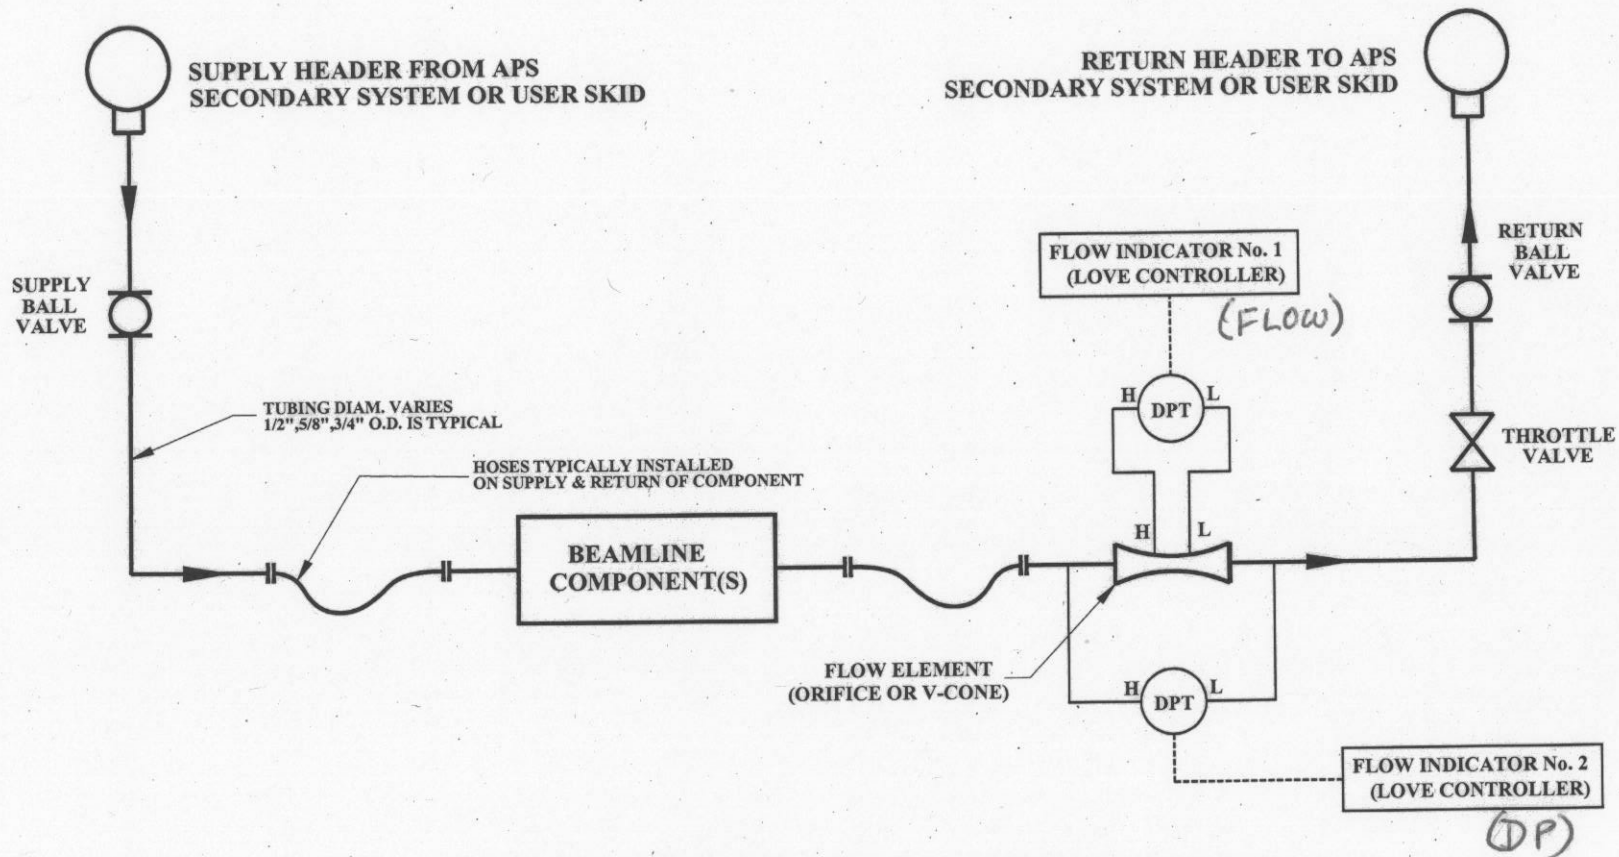 SUPPLY HEADER FROM APS
SECONDARY SYSTEM OR USER SKID
RETURN HEADER TO APS
SECONDARY SYSTEM OR USER SKID
SUPPLY
BALL
VALVE
FLOW INDICATOR No. 1
(LOVE CONTROLLER)
(FLOW)
RETURN
BALL
VALVE
H
DPT
L
TUBING DIAM. VARIES
1/2",5/8",3/4" O.D. IS TYPICAL
THROTTLE
VALVE
HOSES TYPICALLY INSTALLED
ON SUPPLY & RETURN OF COMPONENT
BEAMLINE
COMPONENT(S)
H
L
FLOW ELEMENT
(ORIFICE OR V-CONE)
H
DPT
L
FLOW INDICATOR No. 2
(LOVE CONTROLLER)
(DP)